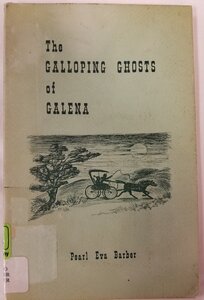 The
GALLOPING GHOSTS
of
GALENA
Pearl Eva Barber